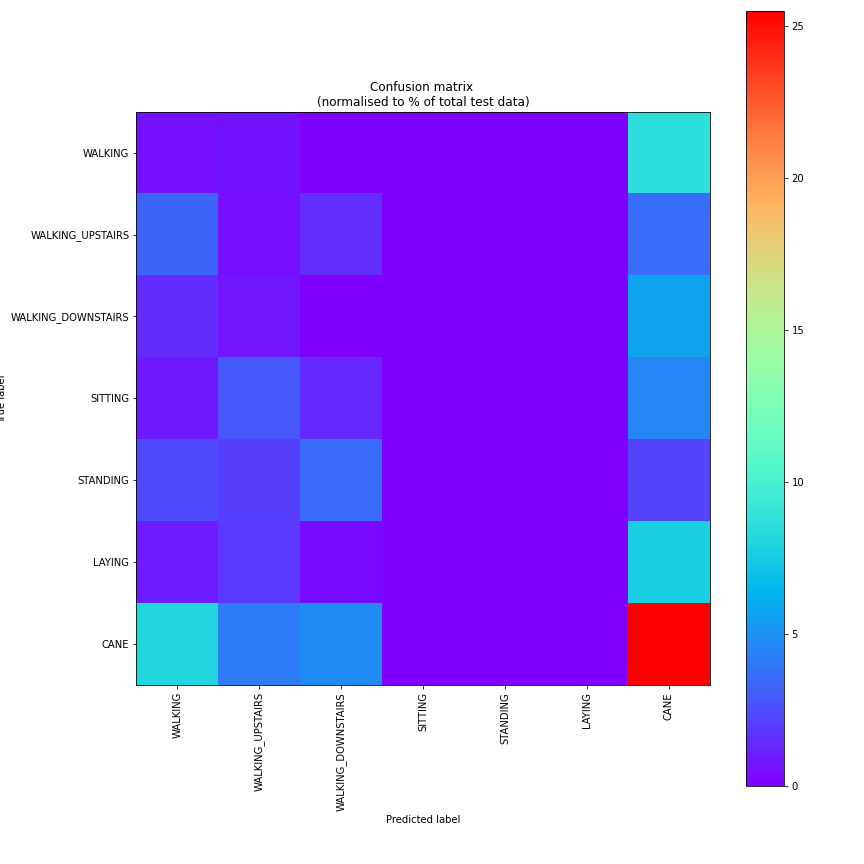 Confusion matrix
(normalised to % of total test data)
WALKING
WALKING_UPSTAIRS
WALKING_DOWNSTAIRS
SITTING
STANDING
LAYING
CANE
WALKING
WALKING_UPSTAIRS
WALKING_DOWNSTAIRS
SITTING
STANDING
LAYING
CANE
Predicted label
25
20
15
10
5
0